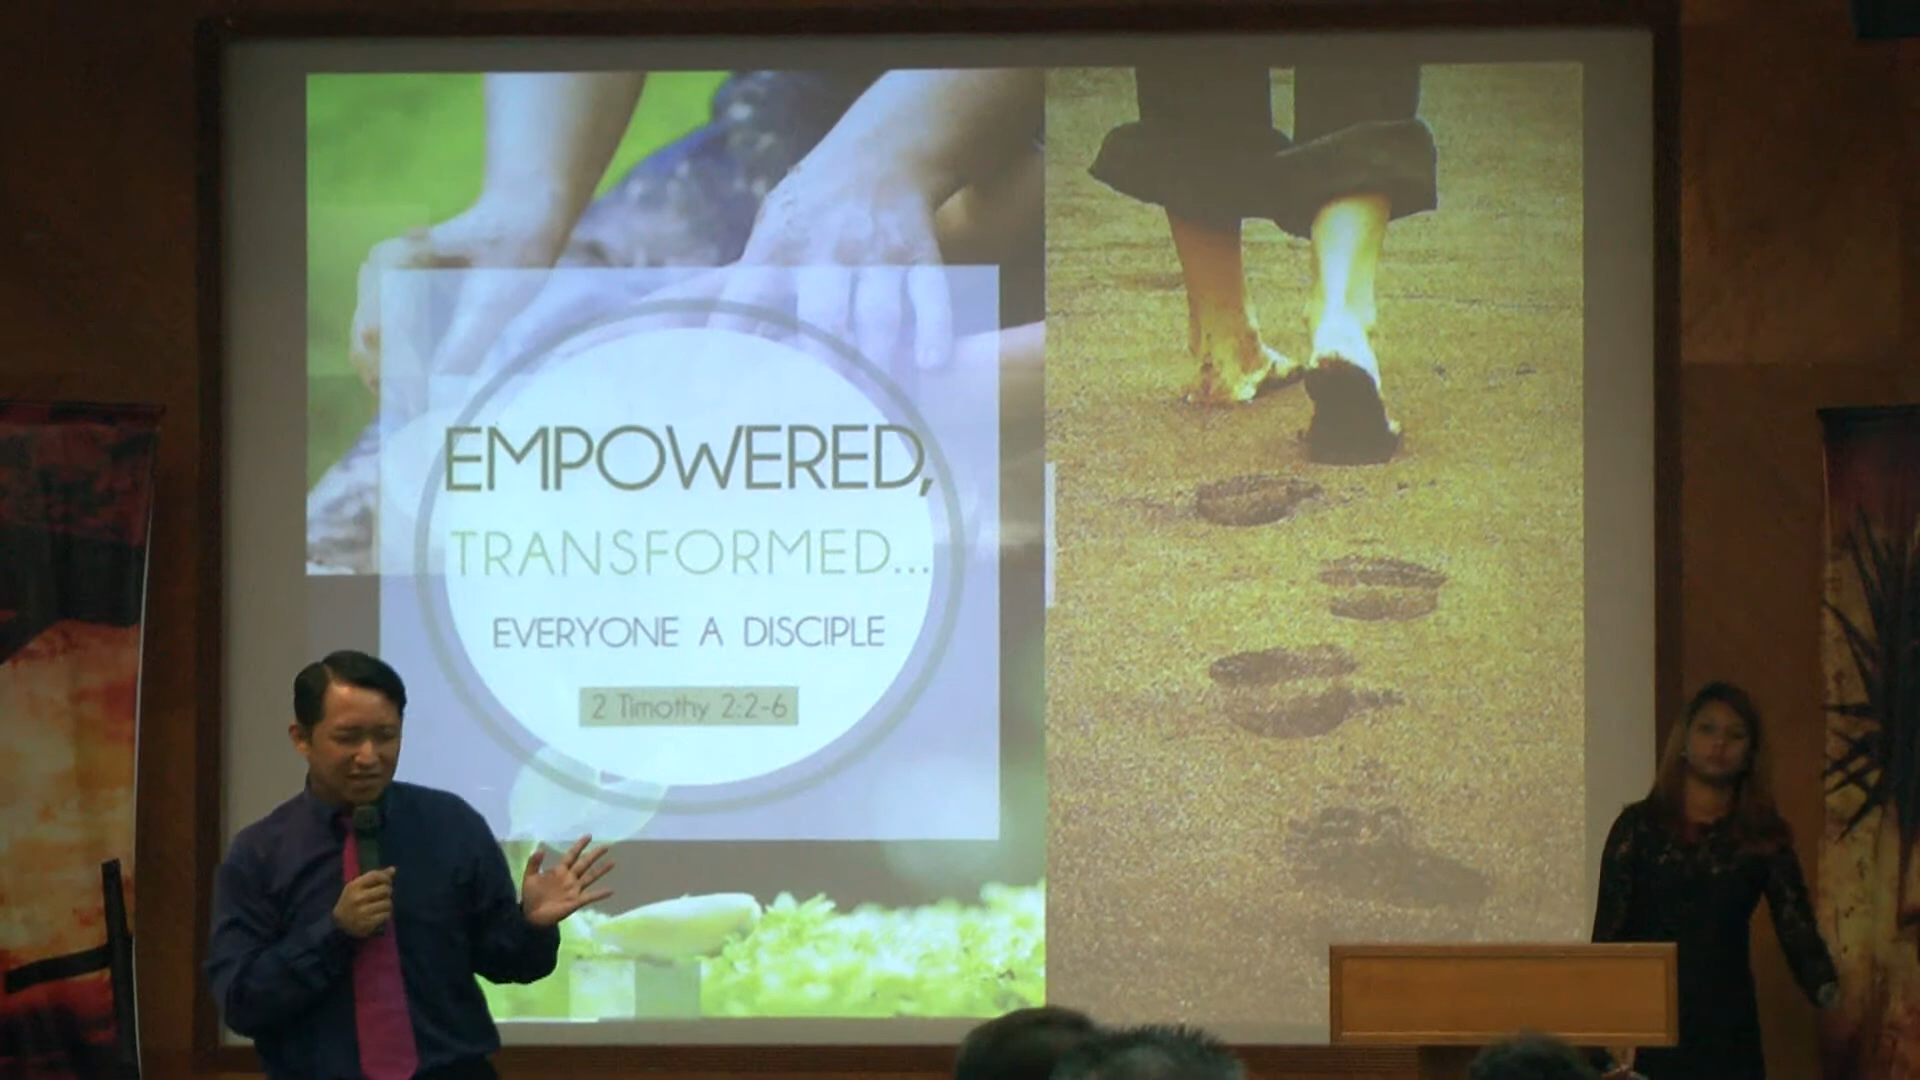 EMPOWERED,
TRANSFORMED...
EVERYONE A DISCIPLE
2 Timothy 2:2-6